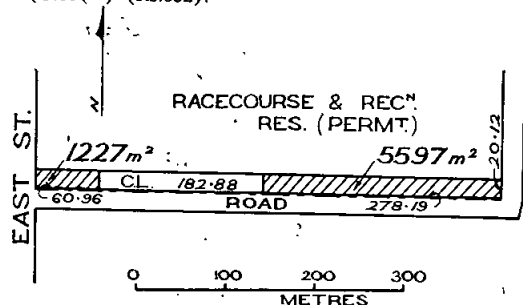 N
RACECOURSE & RECN.
RES. (PERMT.)
EAST ST.
1227m²
5597m²
20·12
C.L. 182·88
60·96
ROAD
278·19
0 100 200 300
METRES